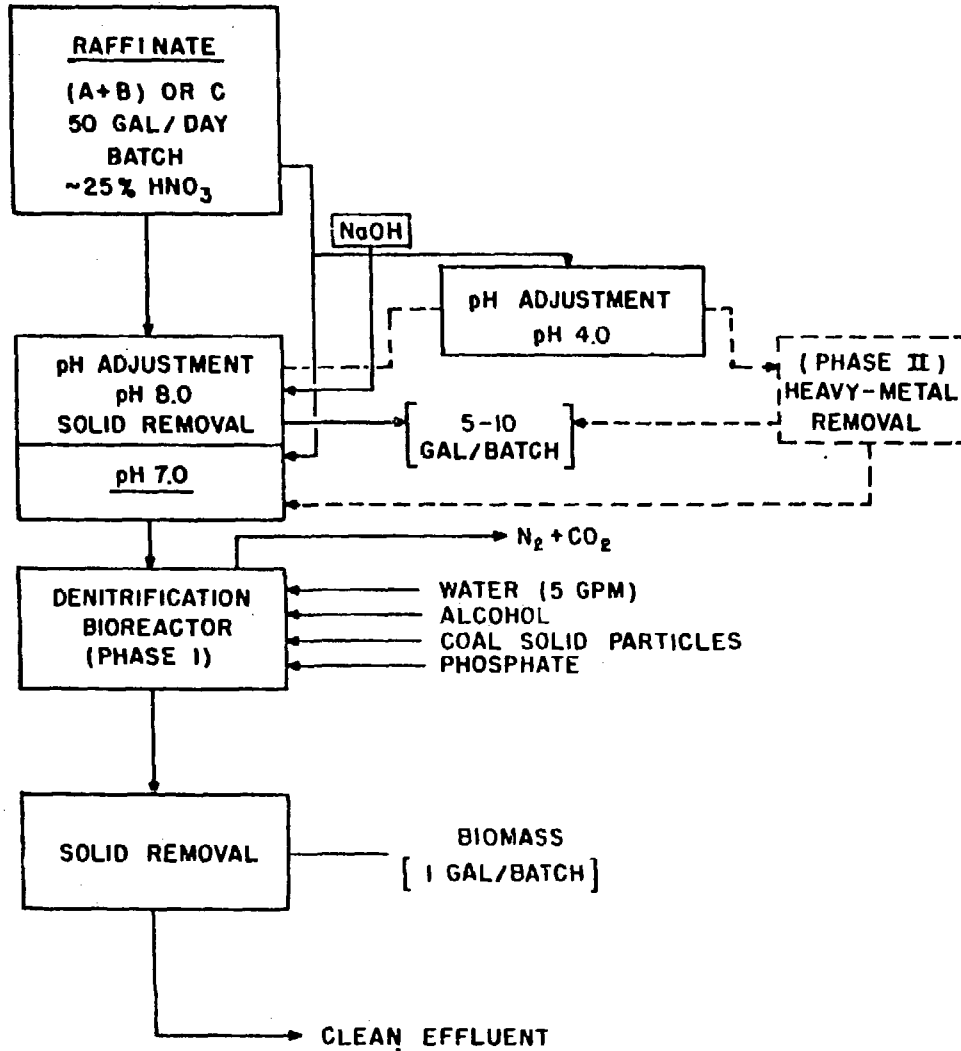 RAFFINATE
(A+B) OR C
50 GAL/DAY
BATCH
~25% HNO3
NaOH
pH ADJUSTMENT
pH 4.0
pH ADJUSTMENT
pH 8.0
SOLID REMOVAL
pH 7.0
[5-10
GAL/BATCH]
(PHASE II)
HEAVY-METAL
REMOVAL
N2 + CO2
DENITRIFICATION
BIOREACTOR
(PHASE I)
WATER (5 GPM)
ALCOHOL
COAL SOLID PARTICLES
PHOSPHATE
SOLID REMOVAL
BIOMASS
[1 GAL/BATCH]
CLEAN EFFLUENT